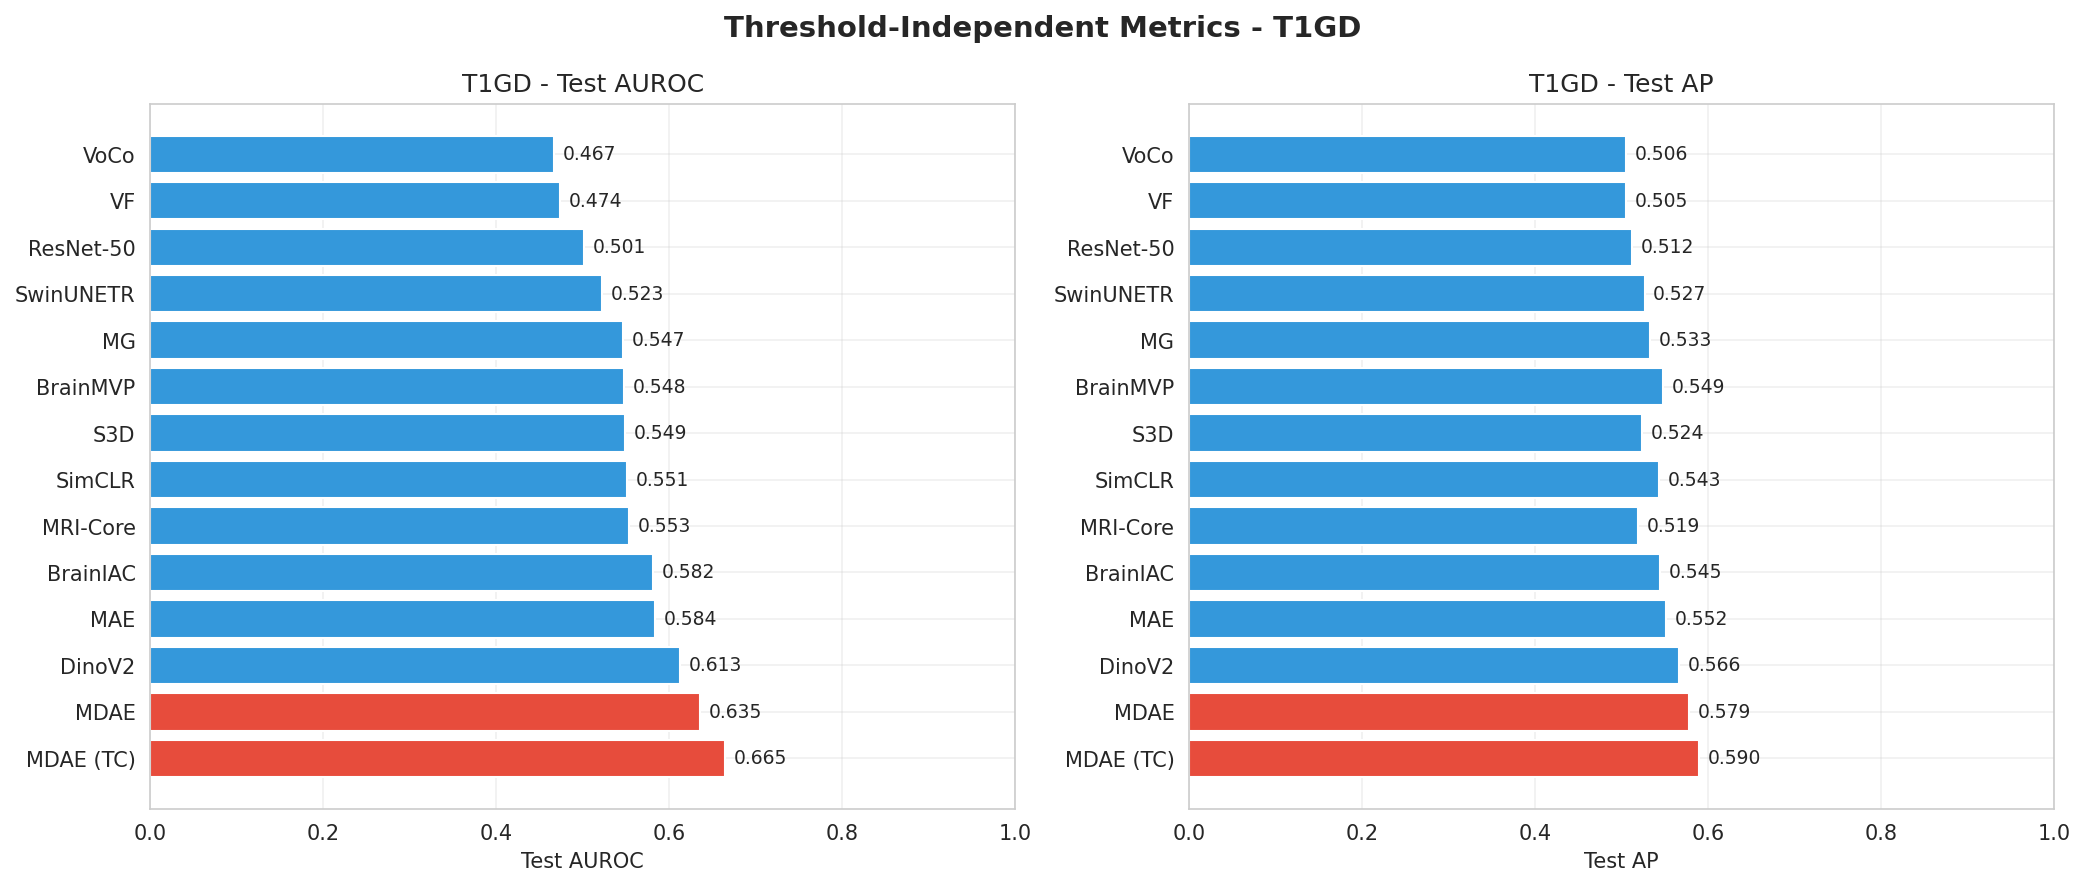 Threshold-Independent Metrics - T1GD
T1GD - Test AUROC
VoCo 0.467
VF 0.474
ResNet-50 0.501
SwinUNETR 0.523
MG 0.547
BrainMVP 0.548
S3D 0.549
SimCLR 0.551
MRI-Core 0.553
BrainIAC 0.582
MAE 0.584
DinoV2 0.613
MDAE 0.635
MDAE (TC) 0.665
0.0 0.2 0.4 0.6 0.8 1.0
Test AUROC
T1GD - Test AP
VoCo 0.506
VF 0.505
ResNet-50 0.512
SwinUNETR 0.527
MG 0.533
BrainMVP 0.549
S3D 0.524
SimCLR 0.543
MRI-Core 0.519
BrainIAC 0.545
MAE 0.552
DinoV2 0.566
MDAE 0.579
MDAE (TC) 0.590
0.0 0.2 0.4 0.6 0.8 1.0
Test AP